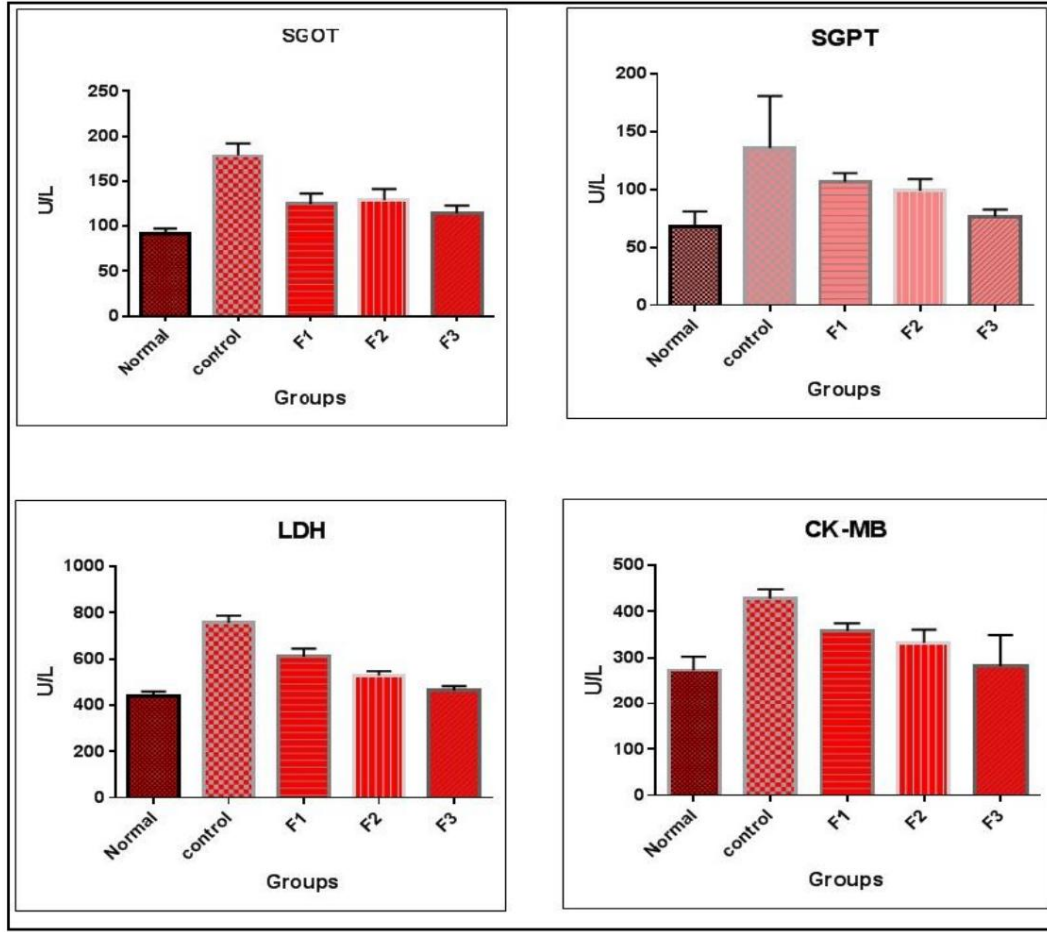 SGOT
250
200
150
100
50
0
U/L
Normal
control
F1
F2
F3
Groups
SGPT
200
150
100
50
0
U/L
Normal
control
F1
F2
F3
Groups
LDH
1000
800
600
400
200
0
U/L
Normal
control
F1
F2
F3
Groups
CK-MB
500
400
300
200
100
0
U/L
Normal
control
F1
F2
F3
Groups